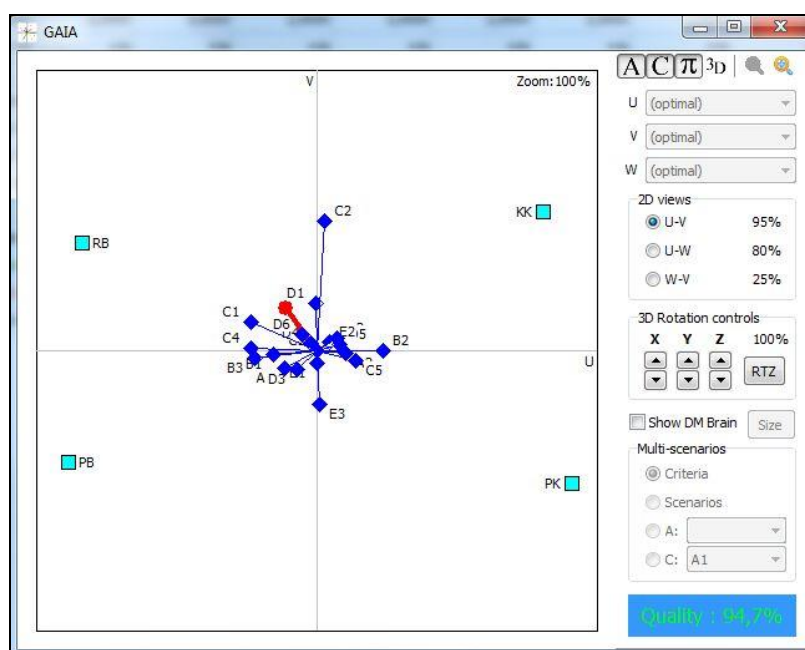 GAIA
V
Zoom:100%
A C π 3D
U (optimal)
V (optimal)
W (optimal)
2D views
U-V 95%
U-W 80%
W-V 25%
3D Rotation controls
X Y Z 100%
RTZ
Show DM Brain Size
Multi-scenarios
Criteria
Scenarios
A:
C: A1
Quality : 94,7%
C2
KK
RB
D1
C1
D6
E2
C4
B2
U
B3
A
D3
C5
E3
PB
PK